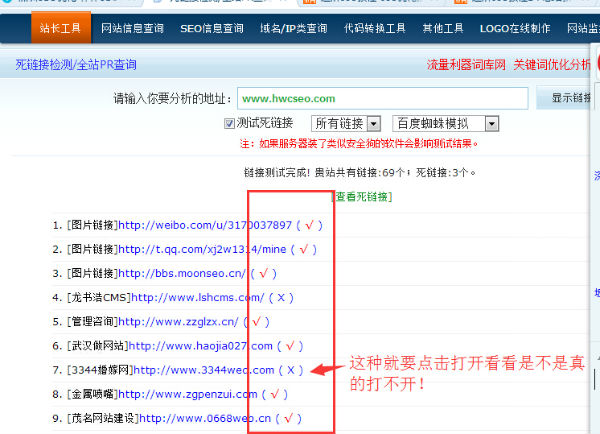 站长工具 网站信息查询 SEO信息查询 域名/IP类查询 代码转换工具 其他工具 LOGO在线制作 网站监
死链接检测/全站PR查询 流量利器词库网 关键词优化分析
请输入你要分析的地址： www.hwcseo.com 显示链接
测试死链接 所有链接 百度蜘蛛模拟
注：如果服务器装了类似安全狗的软件会影响测试结果。
链接测试完成! 贵站共有链接:69个；死链接:3个。
[查看死链接]
1. [图片链接]http://weibo.com/u/3170037897 ( √ )
2. [图片链接]http://t.qq.com/xj2w1314/mine ( √ )
3. [图片链接]http://bbs.moonseo.cn/ ( √ )
4. [龙书浩CMS]http://www.lshcms.com/ ( X )
5. [管理咨询]http://www.zzglzx.cn/ ( √ )
6. [武汉做网站]http://www.haojia027.com ( √ )
7. [3344播放网]http://www.3344web.com ( X )
这种就要点击打开看看是不是真
的打不开！
8. [金属喷嘴]http://www.zgpenzui.com ( √ )
9. [茂名网站建设]http://www.0668web.cn ( √ )